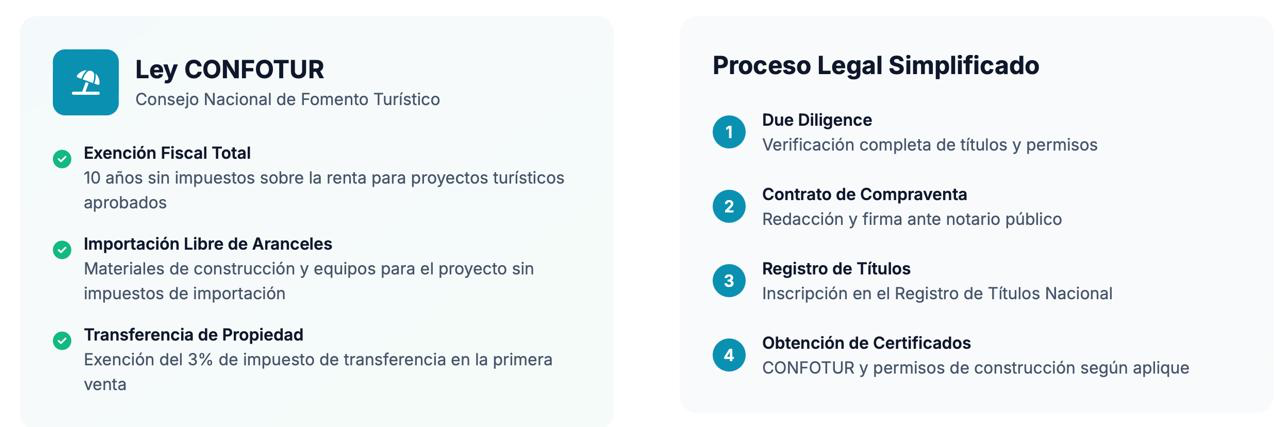 Ley CONFOTUR
Consejo Nacional de Fomento Turístico
Exención Fiscal Total
10 años sin impuestos sobre la renta para proyectos turísticos
aprobados
Importación Libre de Aranceles
Materiales de construcción y equipos para el proyecto sin
impuestos de importación
Transferencia de Propiedad
Exención del 3% de impuesto de transferencia en la primera
venta
Proceso Legal Simplificado
1
Due Diligence
Verificación completa de títulos y permisos
2
Contrato de Compraventa
Redacción y firma ante notario público
3
Registro de Títulos
Inscripción en el Registro de Títulos Nacional
4
Obtención de Certificados
CONFOTUR y permisos de construcción según aplique